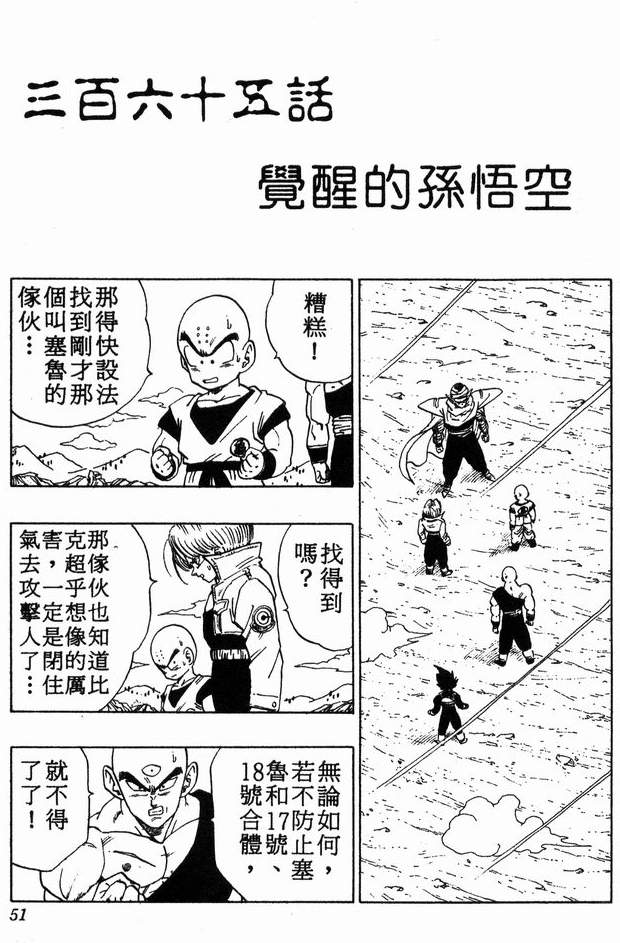 三百六十五話
覺醒的孫悟空
糟糕！
那得快設法
找到剛才那
個叫塞魯的
傢伙…
找得到
嗎？
那傢伙也知道比
克超乎想像的厲
害，一定是閉住
氣去攻擊人了…
無論如何，
若不防止塞
魯和17號、
18號合體，
就不得
了了！
51